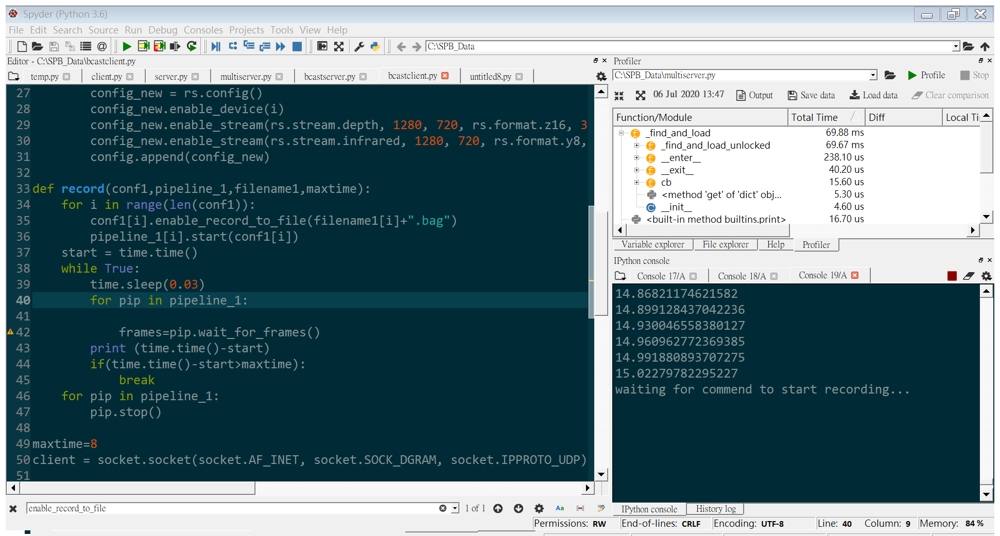 Spyder (Python 3.6)
File Edit Search Source Run Debug Consoles Projects Tools View Help
C:\SPB_Data
Editor - C:\SPB_Data\bcastclient.py
temp.py client.py server.py multiserver.py bcastserver.py bcastclient.py untitled8.py
27 config_new = rs.config()
28 config_new.enable_device(i)
29 config_new.enable_stream(rs.stream.depth, 1280, 720, rs.format.z16, 3
30 config_new.enable_stream(rs.stream.infrared, 1280, 720, rs.format.y8,
31 config.append(config_new)
32
33 def record(conf1,pipeline_1,filename1,maxtime):
34 for i in range(len(conf1)):
35 conf1[i].enable_record_to_file(filename1[i]+".bag")
36 pipeline_1[i].start(conf1[i])
37 start = time.time()
38 while True:
39 time.sleep(0.03)
40 for pip in pipeline_1:
41
42 frames=pip.wait_for_frames()
43 print (time.time()-start)
44 if(time.time()-start>maxtime):
45 break
46 for pip in pipeline_1:
47 pip.stop()
48
49 maxtime=8
50 client = socket.socket(socket.AF_INET, socket.SOCK_DGRAM, socket.IPPROTO_UDP)
51
enable_record_to_file 1 of 1 Aa
Profiler
C:\SPB_Data\multiserver.py Profile Stop
06 Jul 2020 13:47 Output Save data Load data Clear comparison
Function/Module Total Time Diff Local Ti
_find_and_load 69.88 ms
_find_and_load_unlocked 69.67 ms
__enter__ 238.10 us
__exit__ 40.20 us
cb 15.60 us
<method 'get' of 'dict' obj... 5.30 us
__init__ 4.60 us
<built-in method builtins.print> 16.70 us
Variable explorer File explorer Help Profiler
IPython console
Console 17/A Console 18/A Console 19/A
14.86821174621582
14.899128437042236
14.930046558380127
14.960962772369385
14.991880893707275
15.02279782295227
waiting for commend to start recording...
IPython console History log
Permissions: RW End-of-lines: CRLF Encoding: UTF-8 Line: 40 Column: 9 Memory: 84 %